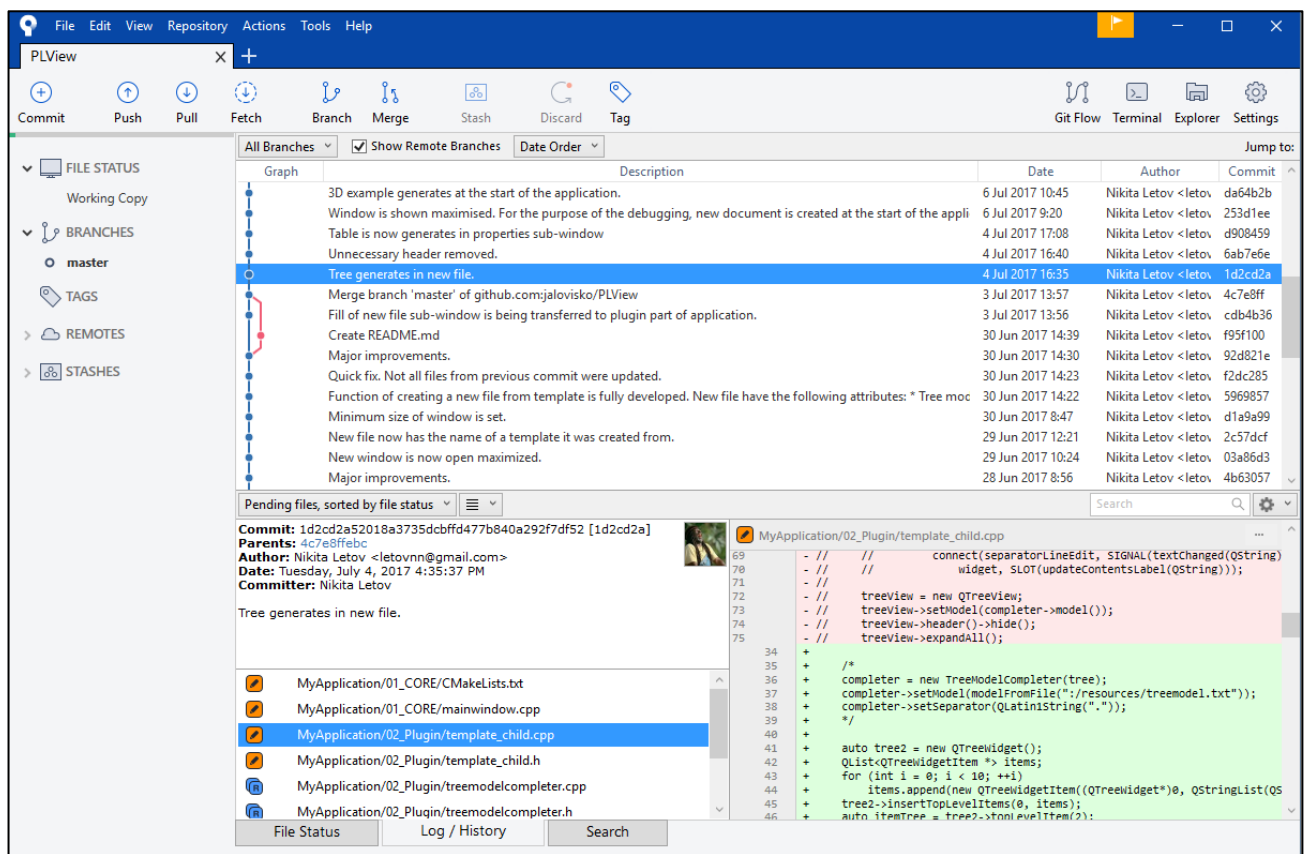 File Edit View Repository Actions Tools Help
PLView
Commit Push Pull Fetch Branch Merge Stash Discard Tag Git Flow Terminal Explorer Settings
All Branches Show Remote Branches Date Order Jump to:
FILE STATUS
Working Copy
BRANCHES
master
TAGS
REMOTES
STASHES
Graph Description Date Author Commit
3D example generates at the start of the application. 6 Jul 2017 10:45 Nikita Letov <letov da64b2b
Window is shown maximised. For the purpose of the debugging, new document is created at the start of the appli 6 Jul 2017 9:20 Nikita Letov <letov 253d1ee
Table is now generates in properties sub-window 4 Jul 2017 17:08 Nikita Letov <letov d908459
Unnecessary header removed. 4 Jul 2017 16:40 Nikita Letov <letov 6ab7e6e
Tree generates in new file. 4 Jul 2017 16:35 Nikita Letov <letov 1d2cd2a
Merge branch 'master' of github.com:jalovisko/PLView 3 Jul 2017 13:57 Nikita Letov <letov 4c7e8ff
Fill of new file sub-window is being transferred to plugin part of application. 3 Jul 2017 13:56 Nikita Letov <letov cdb4b36
Create README.md 30 Jun 2017 14:39 Nikita Letov <letov f95f100
Major improvements. 30 Jun 2017 14:30 Nikita Letov <letov 92d821e
Quick fix. Not all files from previous commit were updated. 30 Jun 2017 14:23 Nikita Letov <letov f2dc285
Function of creating a new file from template is fully developed. New file have the following attributes: * Tree moc 30 Jun 2017 14:22 Nikita Letov <letov 5969857
Minimum size of window is set. 30 Jun 2017 8:47 Nikita Letov <letov d1a9a99
New file now has the name of a template it was created from. 29 Jun 2017 12:21 Nikita Letov <letov 2c57dcf
New window is now open maximized. 29 Jun 2017 10:24 Nikita Letov <letov 03a86d3
Major improvements. 28 Jun 2017 8:56 Nikita Letov <letov 4b63057
Pending files, sorted by file status Search
Commit: 1d2cd2a52018a3735dcbffd477b840a292f7df52 [1d2cd2a]
Parents: 4c7e8ffebc
Author: Nikita Letov <letovnn@gmail.com>
Date: Tuesday, July 4, 2017 4:35:37 PM
Committer: Nikita Letov
Tree generates in new file.
MyApplication/01_CORE/CMakeLists.txt
MyApplication/01_CORE/mainwindow.cpp
MyApplication/02_Plugin/template_child.cpp
MyApplication/02_Plugin/template_child.h
MyApplication/02_Plugin/treemodelcompleter.cpp
MyApplication/02_Plugin/treemodelcompleter.h
MyApplication/02_Plugin/template_child.cpp ...
69 - // // connect(separatorLineEdit, SIGNAL(textChanged(QString)
70 - // // widget, SLOT(updateContentsLabel(QString)));
71 - //
72 - // treeView = new QTreeView;
73 - // treeView->setModel(completer->model());
74 - // treeView->header()->hide();
75 - // treeView->expandAll();
34 +
35 + /*
36 + completer = new TreeModelCompleter(tree);
37 + completer->setModel(modelFromFile(":/resources/treemodel.txt"));
38 + completer->setSeparator(QLatin1String("."));
39 + */
40 +
41 + auto tree2 = new QTreeWidget();
42 + QList<QTreeWidgetItem *> items;
43 + for (int i = 0; i < 10; ++i)
44 + items.append(new QTreeWidgetItem((QTreeWidget*)0, QStringList(QS
45 + tree2->insertTopLevelItems(0, items);
46 + auto itemTree = tree2->topLevelItem(2);
File Status Log / History Search